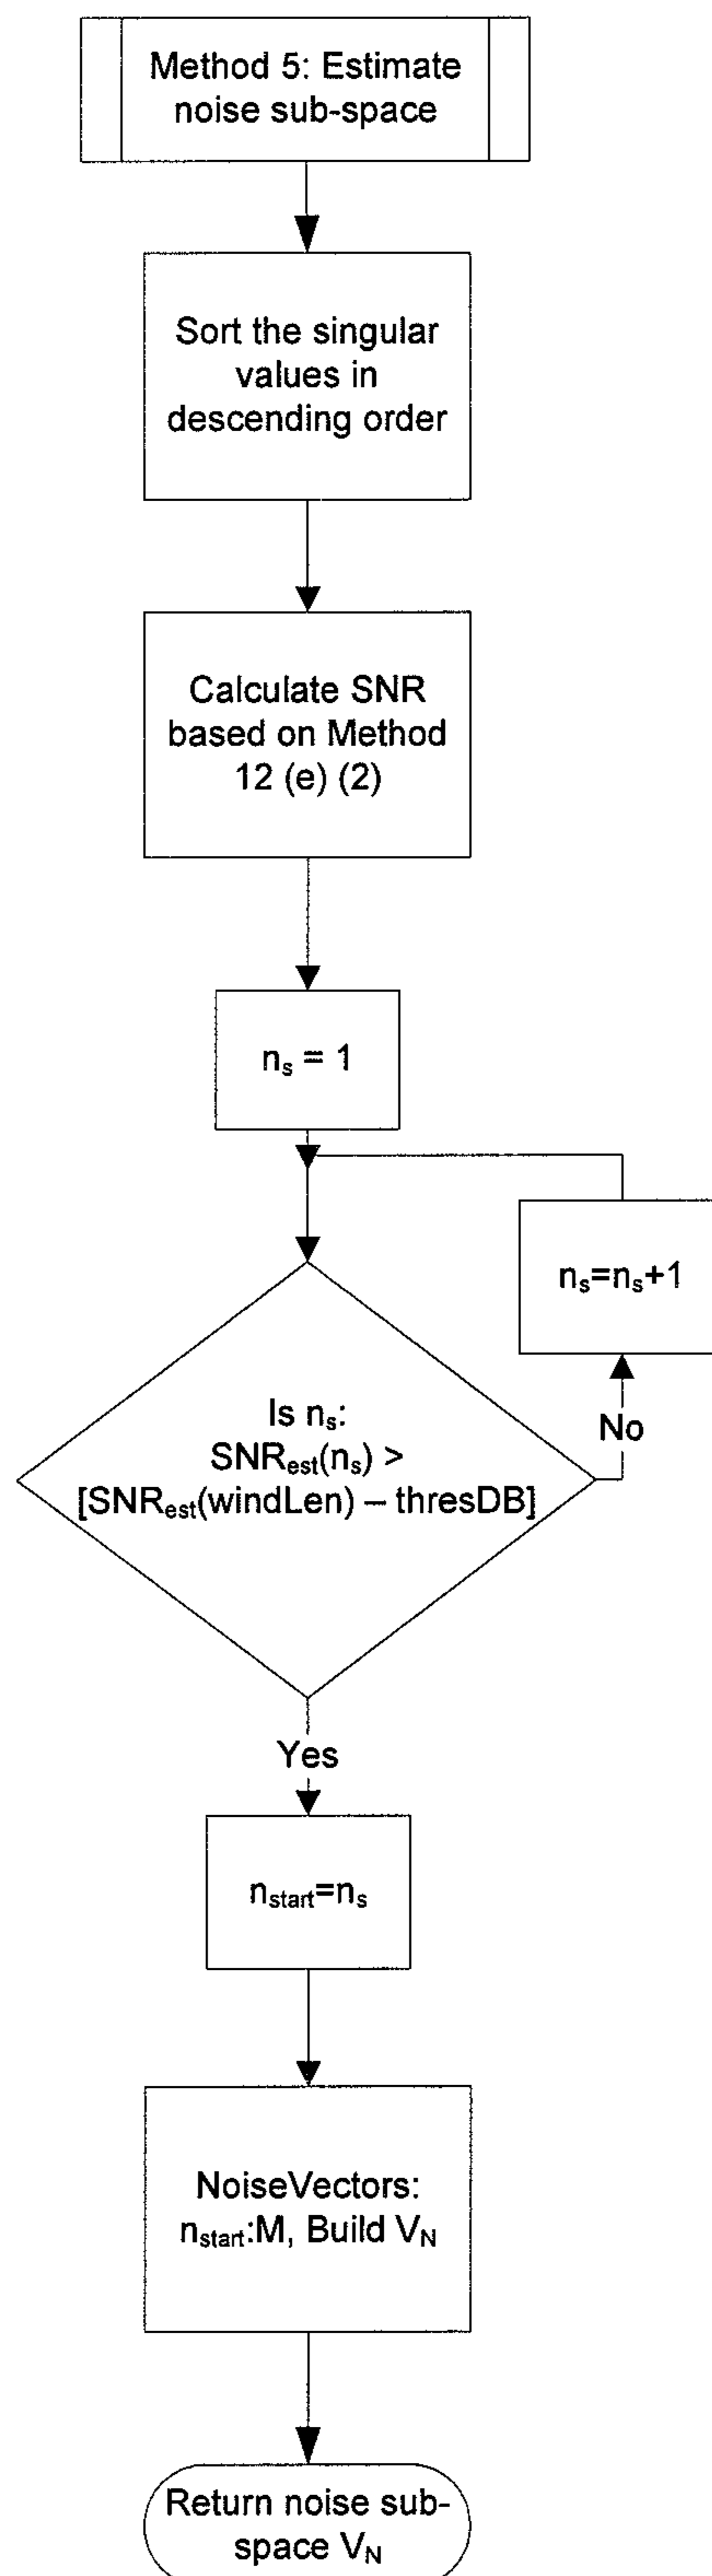 Method 5: Estimate
noise sub-space
Sort the singular
values in
descending order
Calculate SNR
based on Method
12 (e) (2)
nₛ = 1
nₛ=nₛ+1
Is nₛ:
SNRₑₛₜ(nₛ) >
[SNRₑₛₜ(windLen) – thresDB]
No
Yes
nₛₜₐᵣₜ=nₛ
NoiseVectors:
nₛₜₐᵣₜ:M, Build V_N
Return noise sub-
space V_N